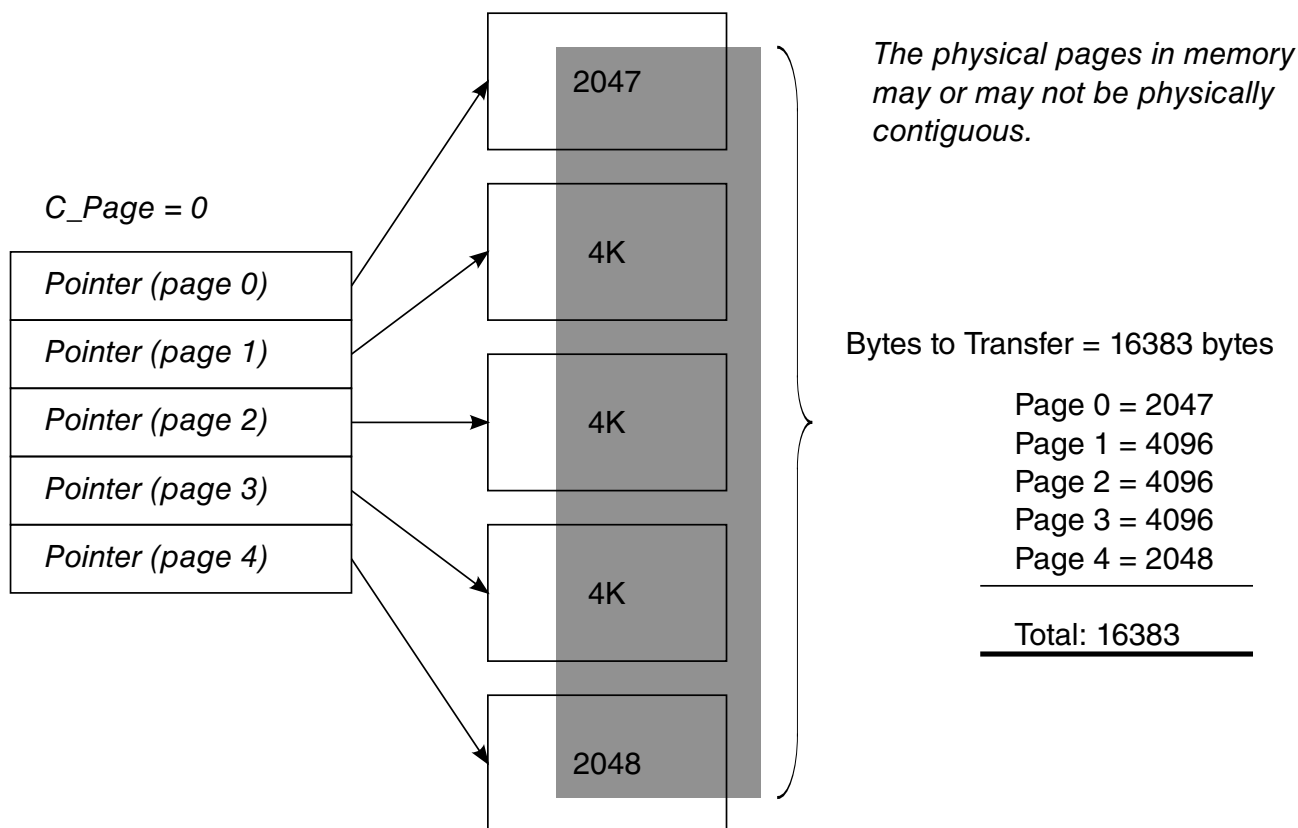 C_Page = 0
Pointer (page 0)
Pointer (page 1)
Pointer (page 2)
Pointer (page 3)
Pointer (page 4)
2047
4K
4K
4K
2048
The physical pages in memory
may or may not be physically
contiguous.
Bytes to Transfer = 16383 bytes
Page 0 = 2047
Page 1 = 4096
Page 2 = 4096
Page 3 = 4096
Page 4 = 2048
Total: 16383